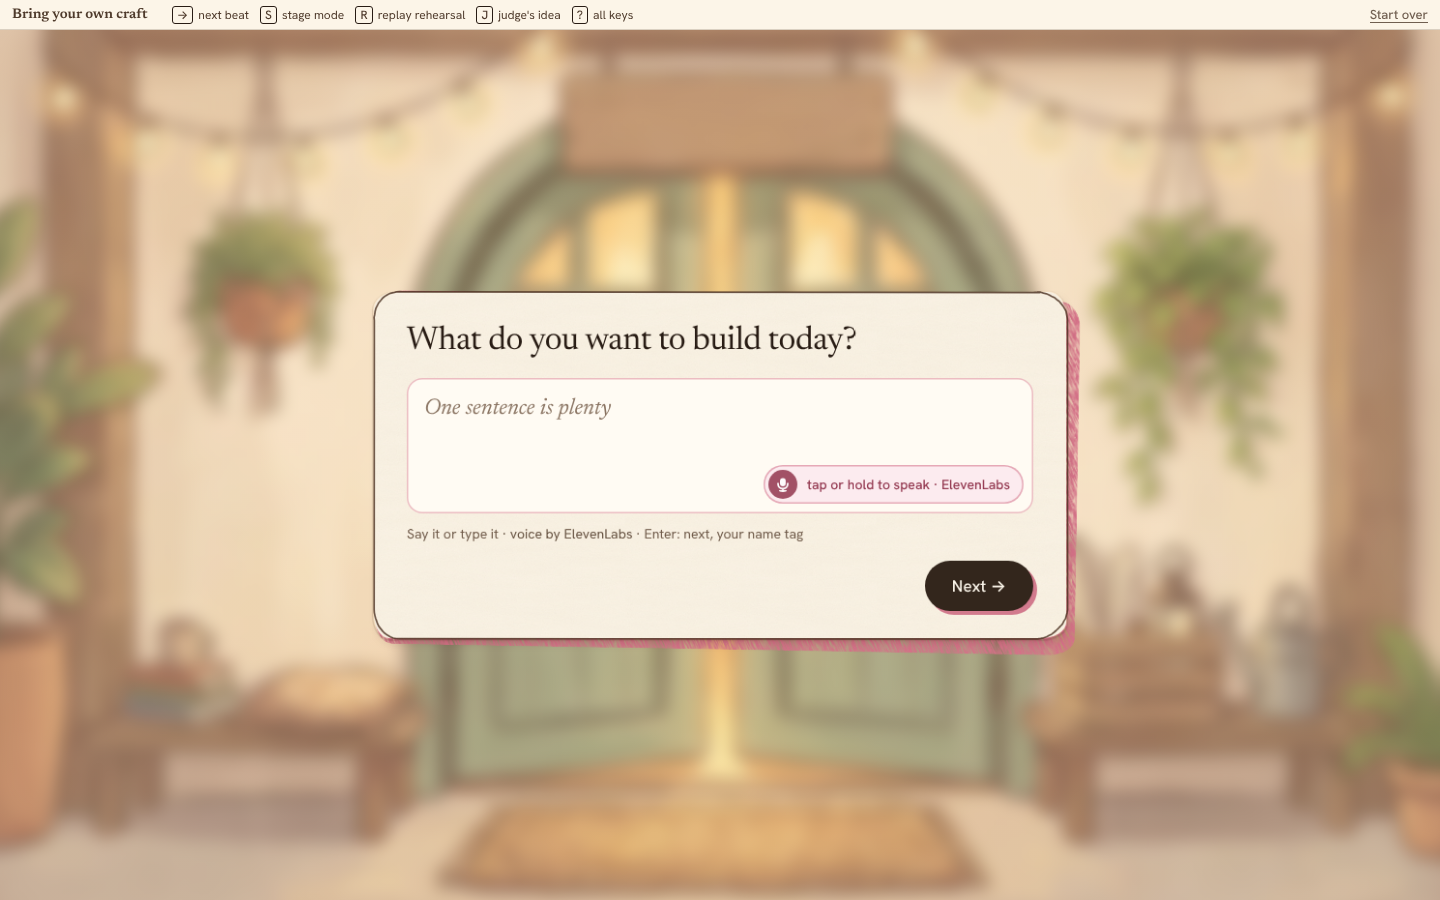 Bring your own craft → next beat S stage mode R replay rehearsal J judge's idea ? all keys Start over
What do you want to build today?
One sentence is plenty
tap or hold to speak · ElevenLabs
Say it or type it · voice by ElevenLabs · Enter: next, your name tag
Next →